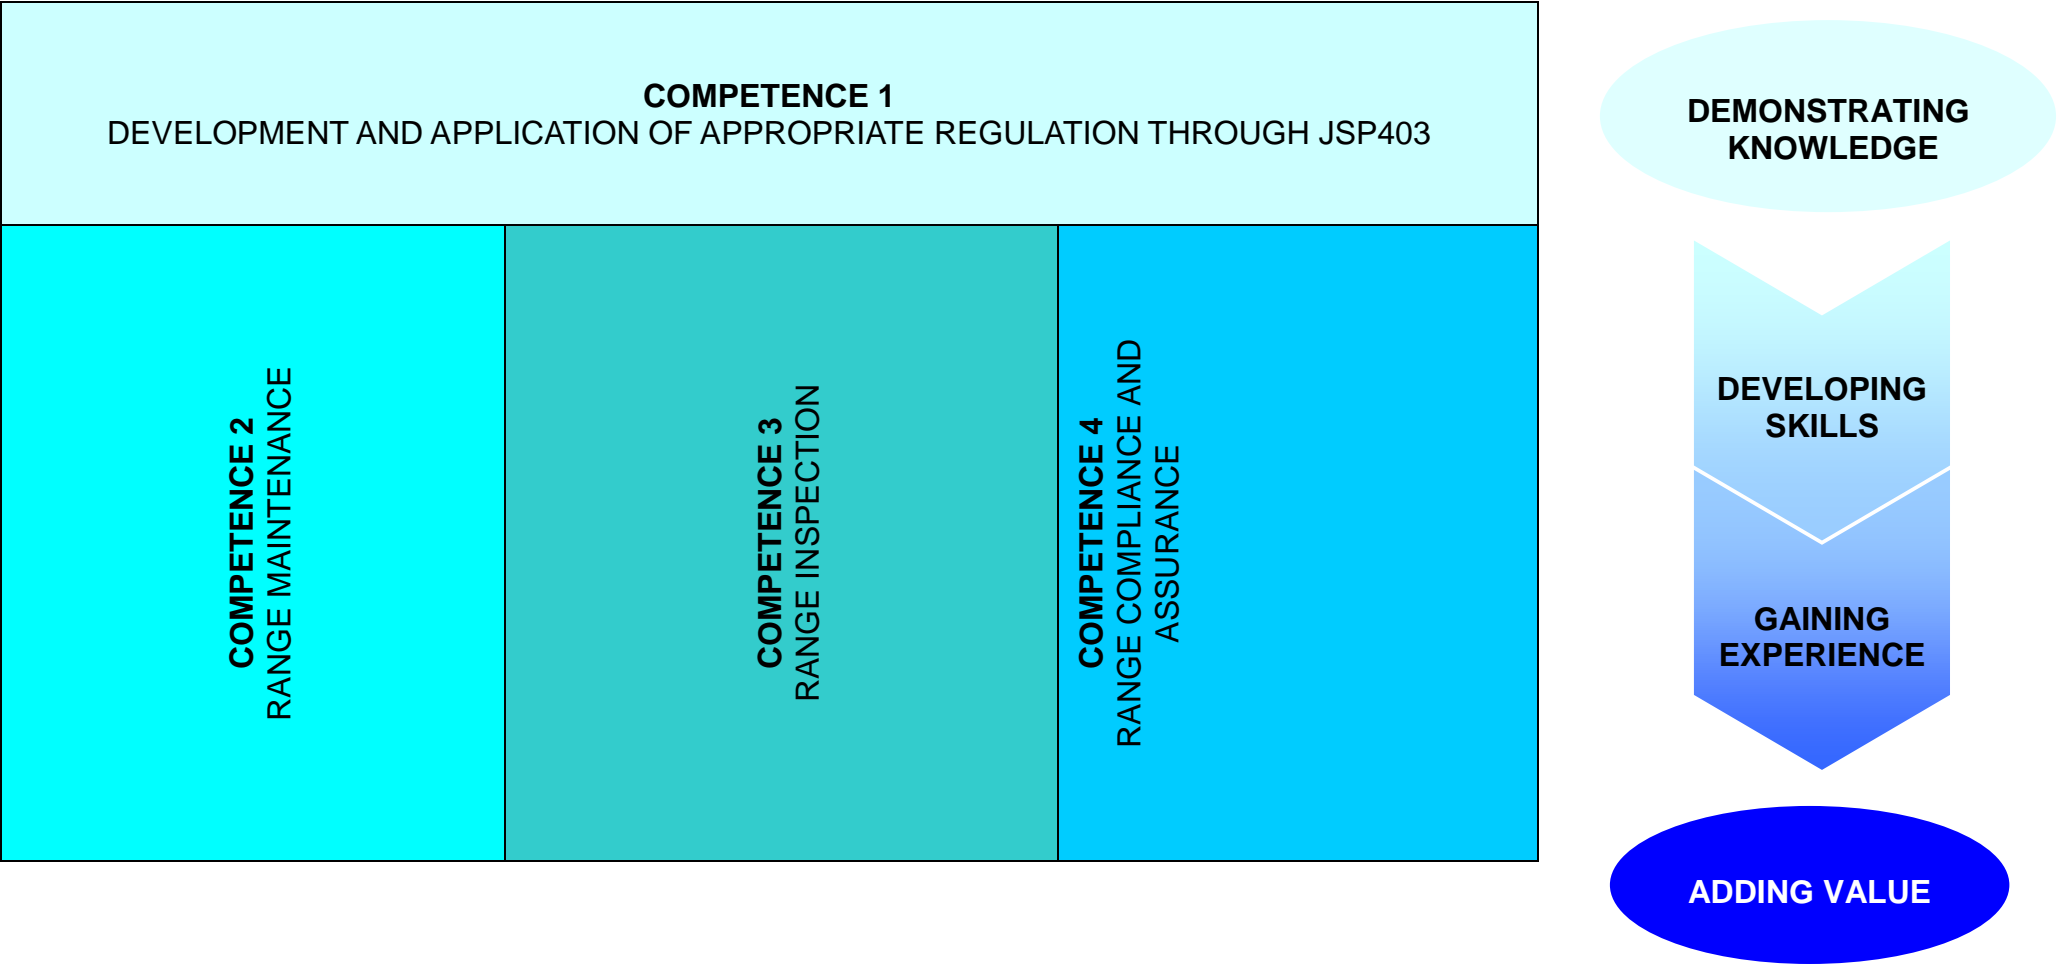 COMPETENCE 1
DEVELOPMENT AND APPLICATION OF APPROPRIATE REGULATION THROUGH JSP403
COMPETENCE 2
RANGE MAINTENANCE
COMPETENCE 3
RANGE INSPECTION
COMPETENCE 4
RANGE COMPLIANCE AND
ASSURANCE
DEMONSTRATING
KNOWLEDGE
DEVELOPING
SKILLS
GAINING
EXPERIENCE
ADDING VALUE